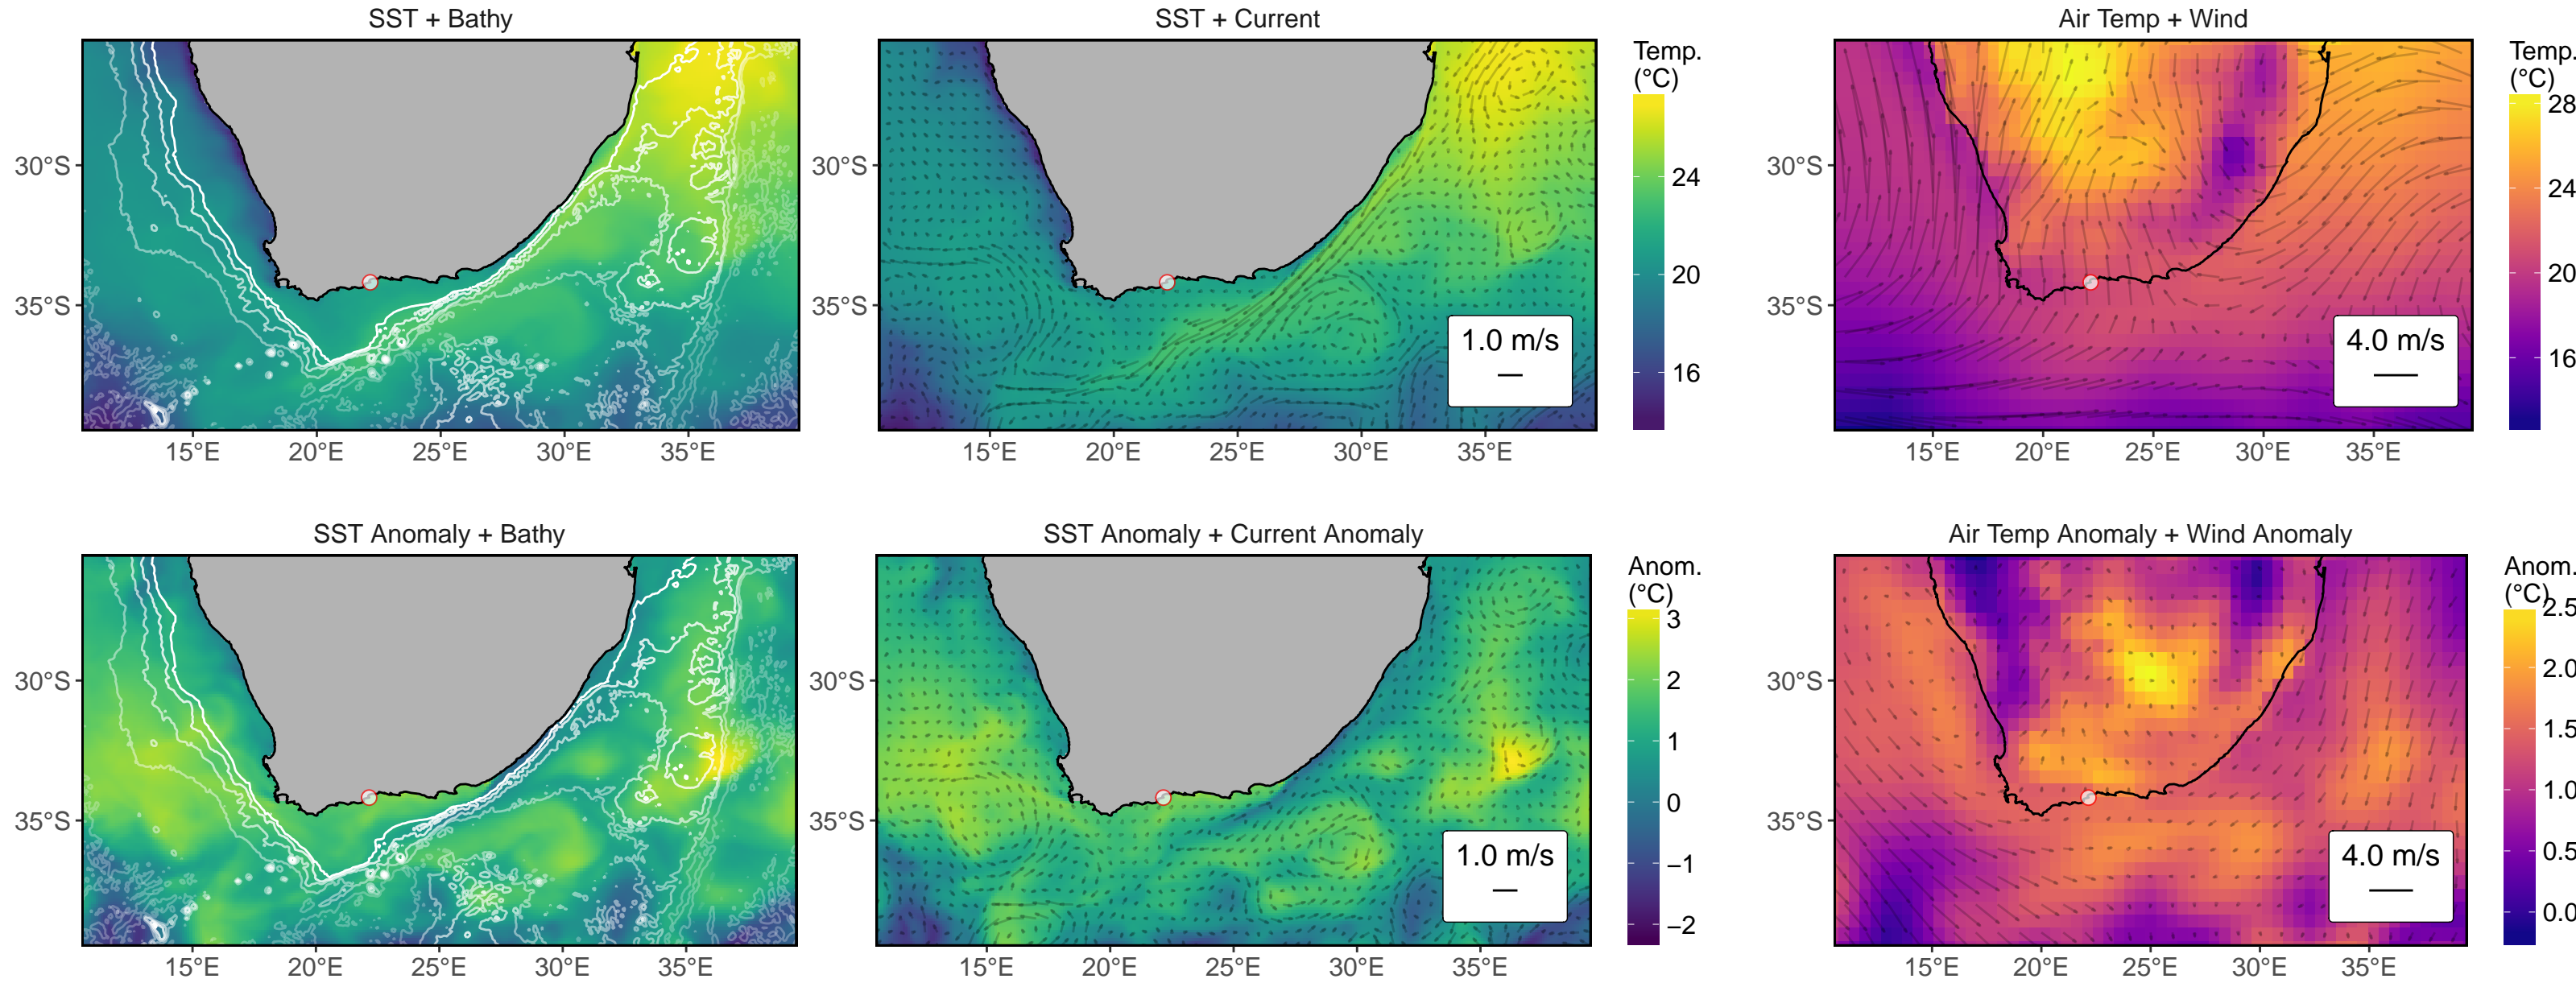 SST + Bathy
SST + Current
Air Temp + Wind
30°S
35°S
15°E 20°E 25°E 30°E 35°E
30°S
35°S
1.0 m/s
15°E 20°E 25°E 30°E 35°E
Temp.
(°C)
24
20
16
30°S
35°S
4.0 m/s
15°E 20°E 25°E 30°E 35°E
Temp.
(°C)
28
24
20
16
SST Anomaly + Bathy
SST Anomaly + Current Anomaly
Air Temp Anomaly + Wind Anomaly
30°S
35°S
15°E 20°E 25°E 30°E 35°E
30°S
35°S
1.0 m/s
15°E 20°E 25°E 30°E 35°E
Anom.
(°C)
3
2
1
0
−1
−2
30°S
35°S
4.0 m/s
15°E 20°E 25°E 30°E 35°E
Anom.
(°C)
2.5
2.0
1.5
1.0
0.5
0.0